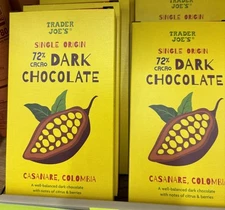 TRADER JOE'S
SINGLE ORIGIN
72% CACAO DARK
CHOCOLATE
CASANARE, COLOMBIA
A well balanced dark chocolate
with notes of citrus & berries
TRADER JOE'S
SINGLE ORIGIN
72% CACAO DARK
CHOCOLATE
CASANARE, COLOMBIA
A well balanced dark chocolate
with notes of citrus & berries